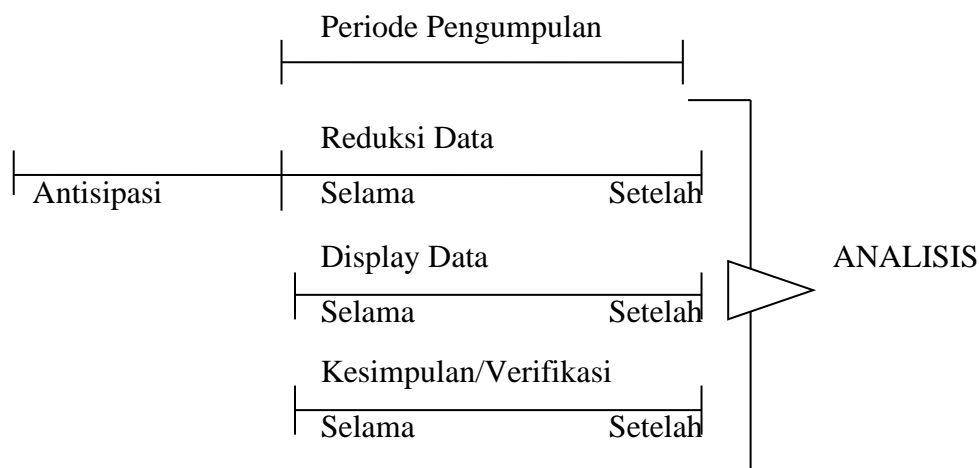 Periode Pengumpulan
Reduksi Data
Antisipasi Selama Setelah
Display Data ANALISIS
Selama Setelah
Kesimpulan/Verifikasi
Selama Setelah